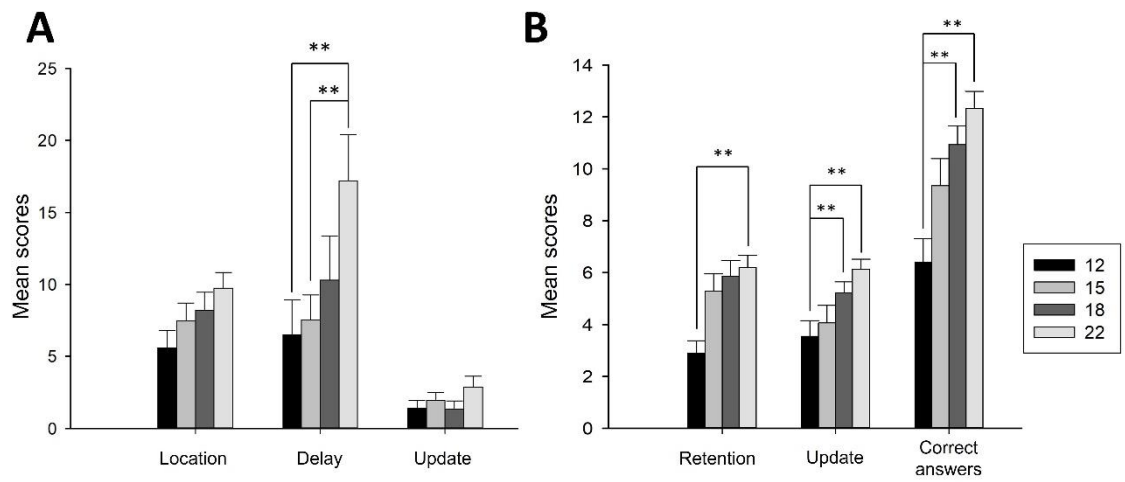 A
Mean scores
25
20
15
10
5
0
**
**
Location
Delay
Update
B
Mean scores
14
12
10
8
6
4
2
0
**
**
**
**
**
Retention
Update
Correct
answers
12
15
18
22